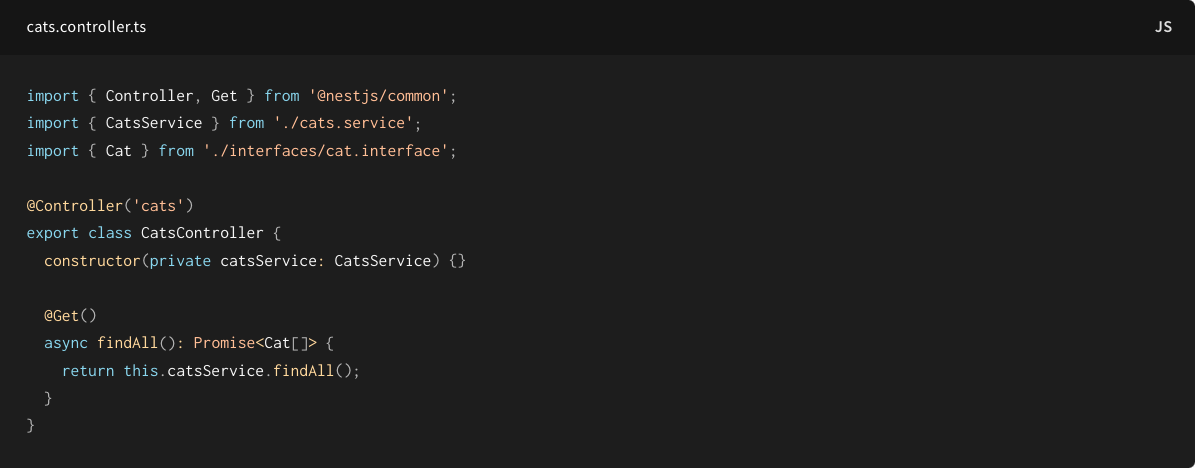 cats.controller.ts
JS
import { Controller, Get } from '@nestjs/common';
import { CatsService } from './cats.service';
import { Cat } from './interfaces/cat.interface';
@Controller('cats')
export class CatsController {
  constructor(private catsService: CatsService) {}
  @Get()
  async findAll(): Promise<Cat[]> {
    return this.catsService.findAll();
  }
}